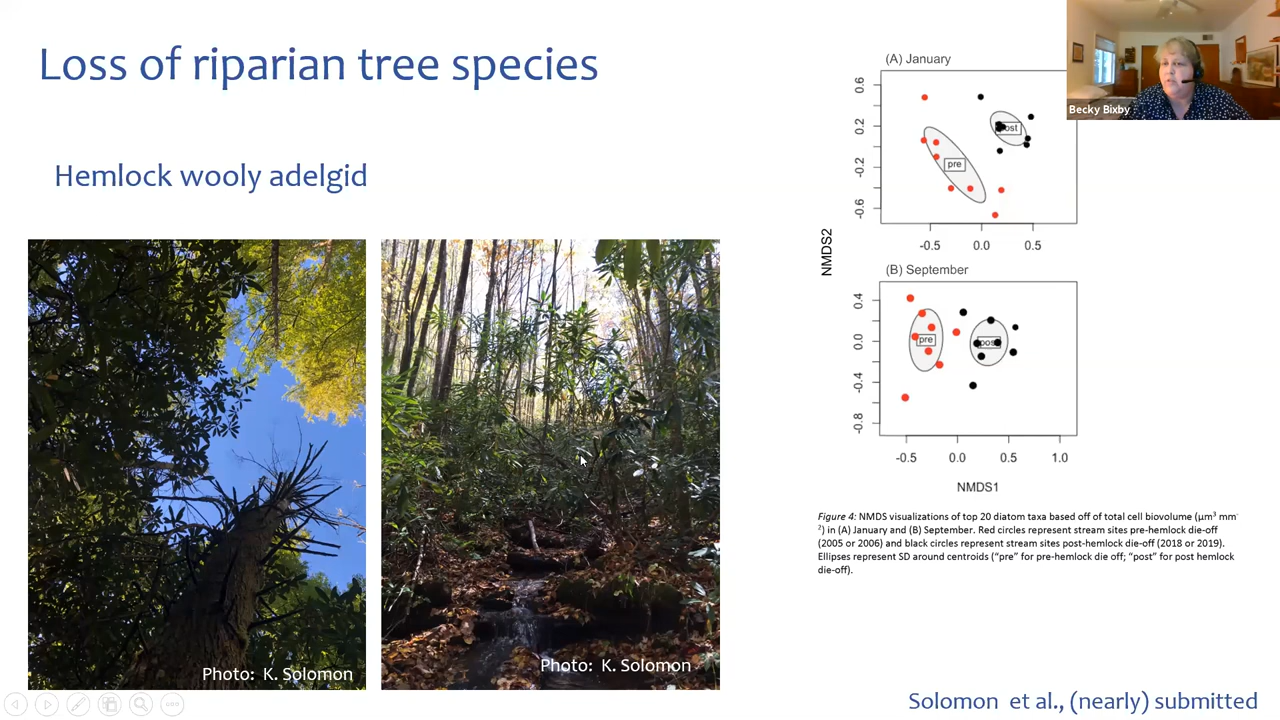 Loss of riparian tree species
Hemlock wooly adelgid
Photo: K. Solomon
Photo: K. Solomon
(A) January
0.6
0.2
-0.2
-0.6
pre
post
-0.5
0.0
0.5
NMDS2
(B) September
0.4
0.0
-0.4
-0.8
pre
post
-0.5
0.0
0.5
1.0
NMDS1
Figure 4: NMDS visualizations of top 20 diatom taxa based off of total cell biovolume (µm³ mm⁻
²) in (A) January and (B) September. Red circles represent stream sites pre-hemlock die-off
(2005 or 2006) and black circles represent stream sites post-hemlock die-off (2018 or 2019).
Ellipses represent SD around centroids ("pre" for pre-hemlock die off; "post" for post hemlock
die-off).
Solomon et al., (nearly) submitted
Becky Bixby